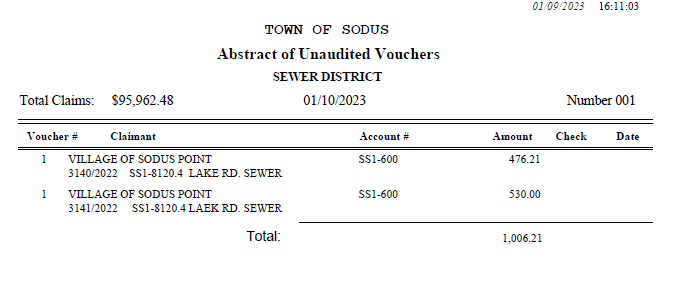 01/09/2023 16:11:03
TOWN OF SODUS
Abstract of Unaudited Vouchers
SEWER DISTRICT
Total Claims: $95,962.48 01/10/2023 Number 001
Voucher # Claimant Account # Amount Check Date
1 VILLAGE OF SODUS POINT SS1-600 476.21
3140/2022 SS1-8120.4 LAKE RD. SEWER
1 VILLAGE OF SODUS POINT SS1-600 530.00
3141/2022 SS1-8120.4 LAEK RD. SEWER
Total: 1,006.21